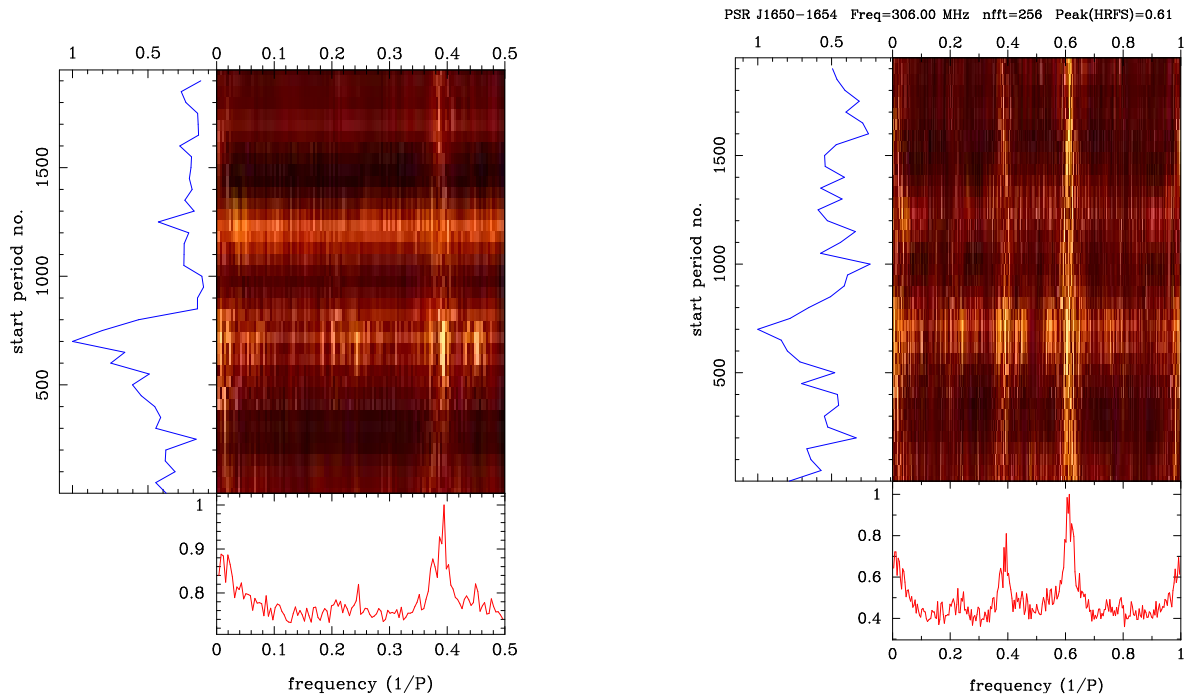 PSR J1650-1654 Freq=306.00 MHz nfft=256 Peak(HRFS)=0.61
1 0.5 0 0.1 0.2 0.3 0.4 0.5
start period no.
500 1000 1500
1
0.9
0.8
0 0.1 0.2 0.3 0.4 0.5
frequency (1/P)
1 0.5 0 0.2 0.4 0.6 0.8 1
start period no.
500 1000 1500
1
0.8
0.6
0.4
0 0.2 0.4 0.6 0.8 1
frequency (1/P)